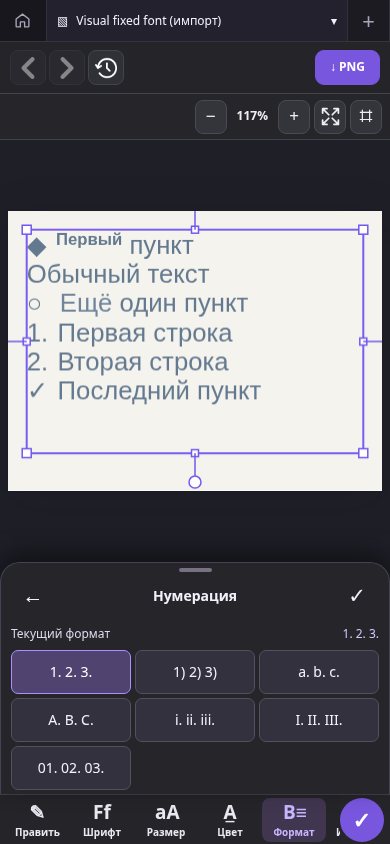 Visual fixed font (импорт) ▾ +
↓ PNG
− 117% +
◆ Первый пункт
Обычный текст
○ Ещё один пункт
1. Первая строка
2. Вторая строка
✓ Последний пункт
← Нумерация ✓
Текущий формат 1. 2. 3.
1. 2. 3. 1) 2) 3) a. b. c.
A. B. C. i. ii. iii. I. II. III.
01. 02. 03.
✎ Ff аА A B≡ ✓
Править Шрифт Размер Цвет Формат